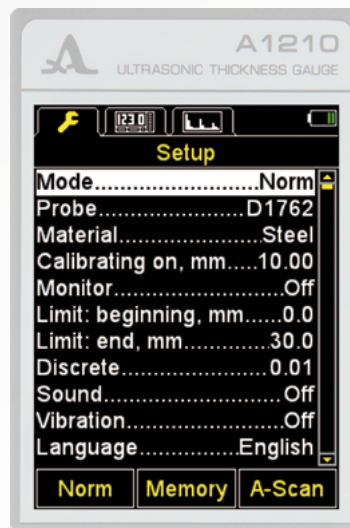 A1210
ULTRASONIC THICKNESS GAUGE
123.0
Setup
Mode..........................Norm
Probe........................D1762
Material.......................Steel
Calibrating on, mm.....10.00
Monitor...........................Off
Limit: beginning, mm......0.0
Limit: end, mm..............30.0
Discrete........................0.01
Sound............................Off
Vibration........................Off
Language.................English
Norm
Memory
A-Scan